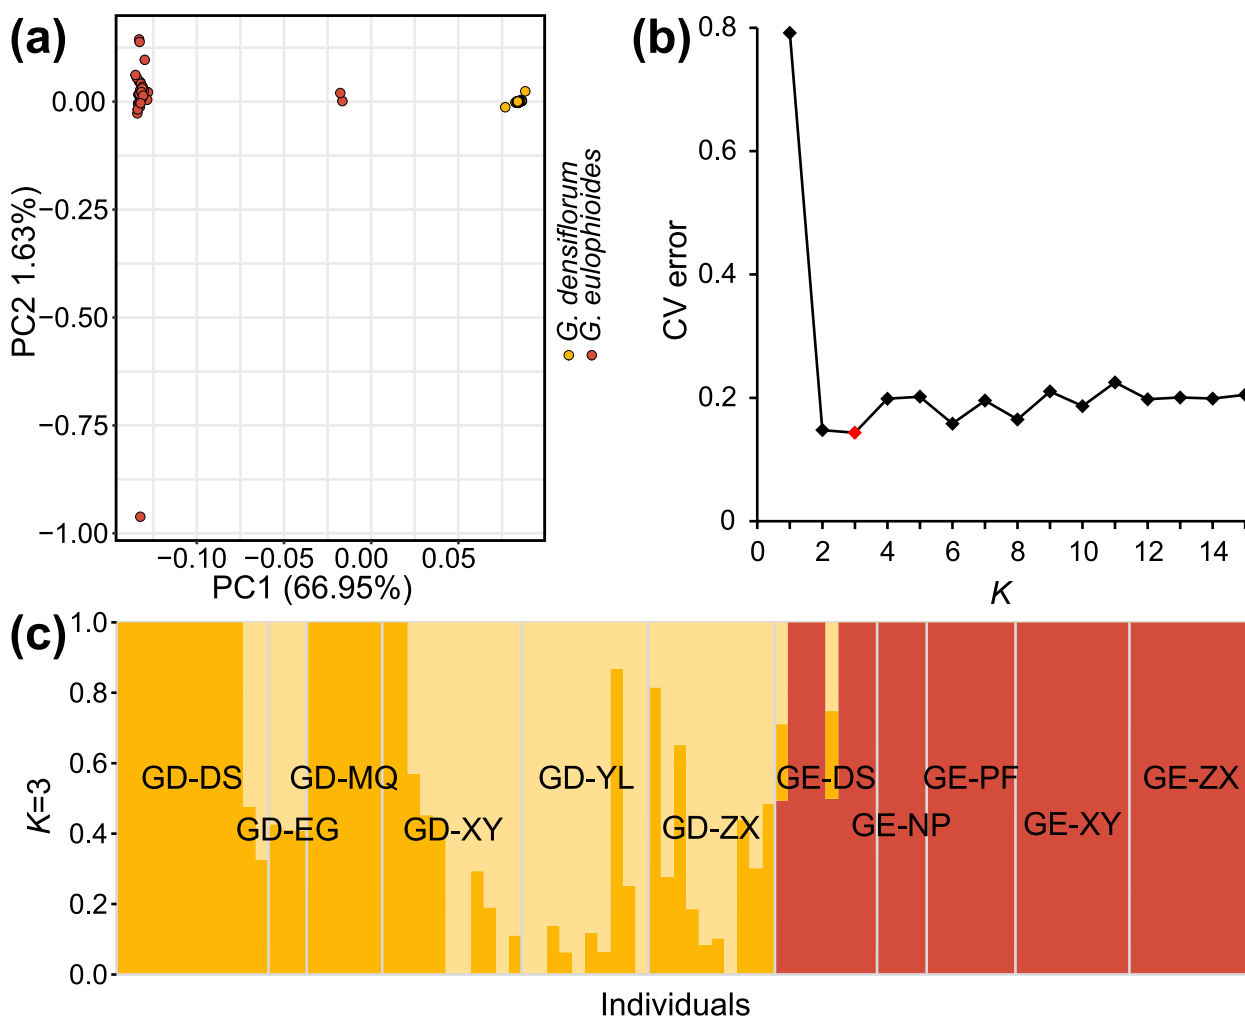 (a)
0.00
−0.25
−0.50
−0.75
−1.00
PC2 1.63%)
−0.10 −0.05 0.00 0.05
PC1 (66.95%)
G. densiflorum
G. eulophioides
(b)
0.8
0.6
0.4
0.2
0
CV error
0 2 4 6 8 10 12 14
K
(c)
1.0
0.8
0.6
0.4
0.2
0.0
K=3
GD-DS GD-MQ GD-YL GE-DS GE-PF GE-ZX
GD-EG GD-XY GD-ZX GE-NP GE-XY
Individuals